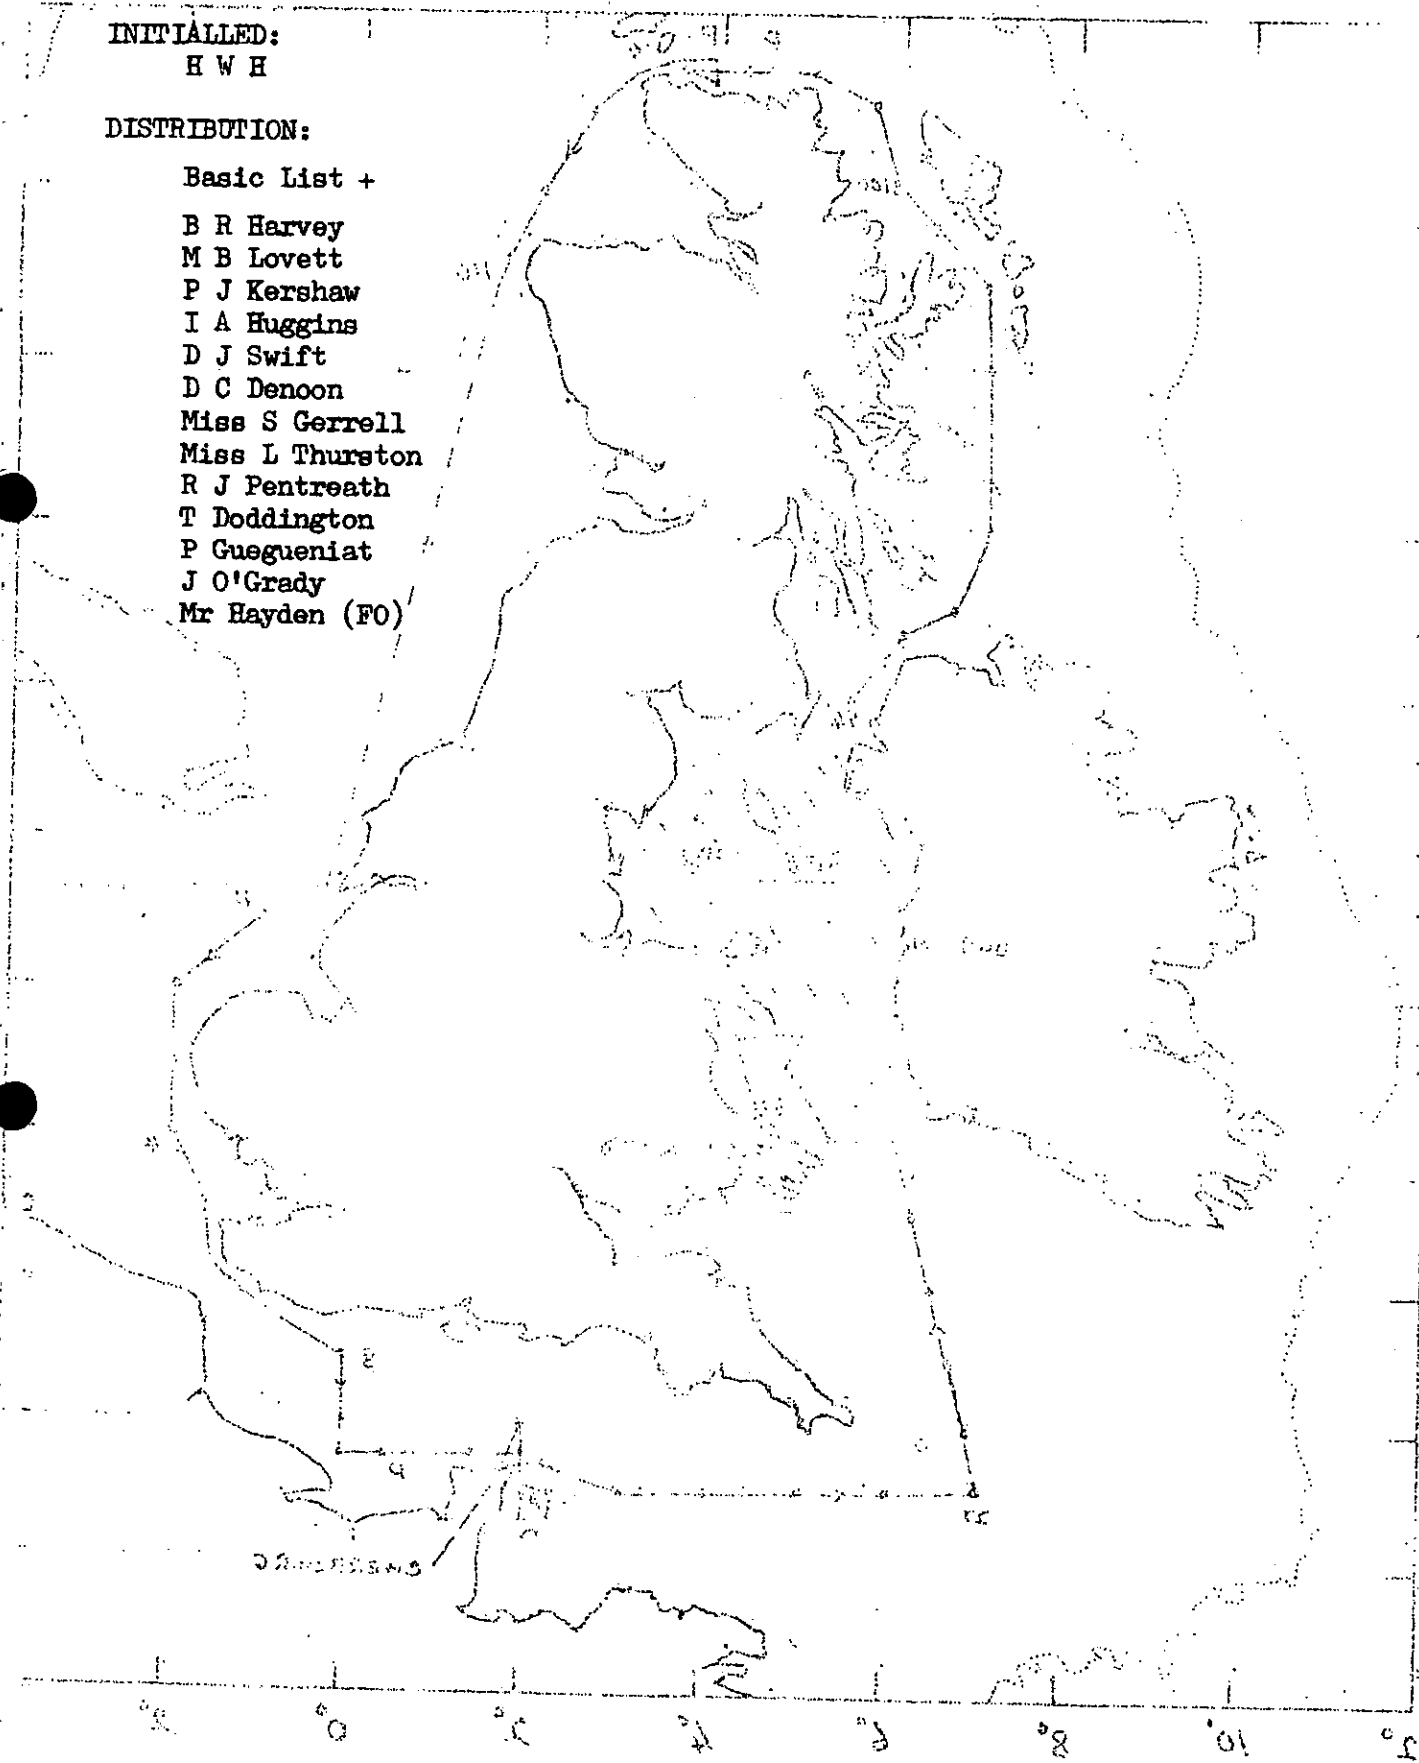 INITIALLED:
H W H
DISTRIBUTION:
Basic List +
B R Harvey
M B Lovett
P J Kershaw
I A Huggins
D J Swift
D C Denoon
Miss S Gerrell
Miss L Thurston
R J Pentreath
T Doddington
P Guegueniat
J O'Grady
Mr Hayden (FO)